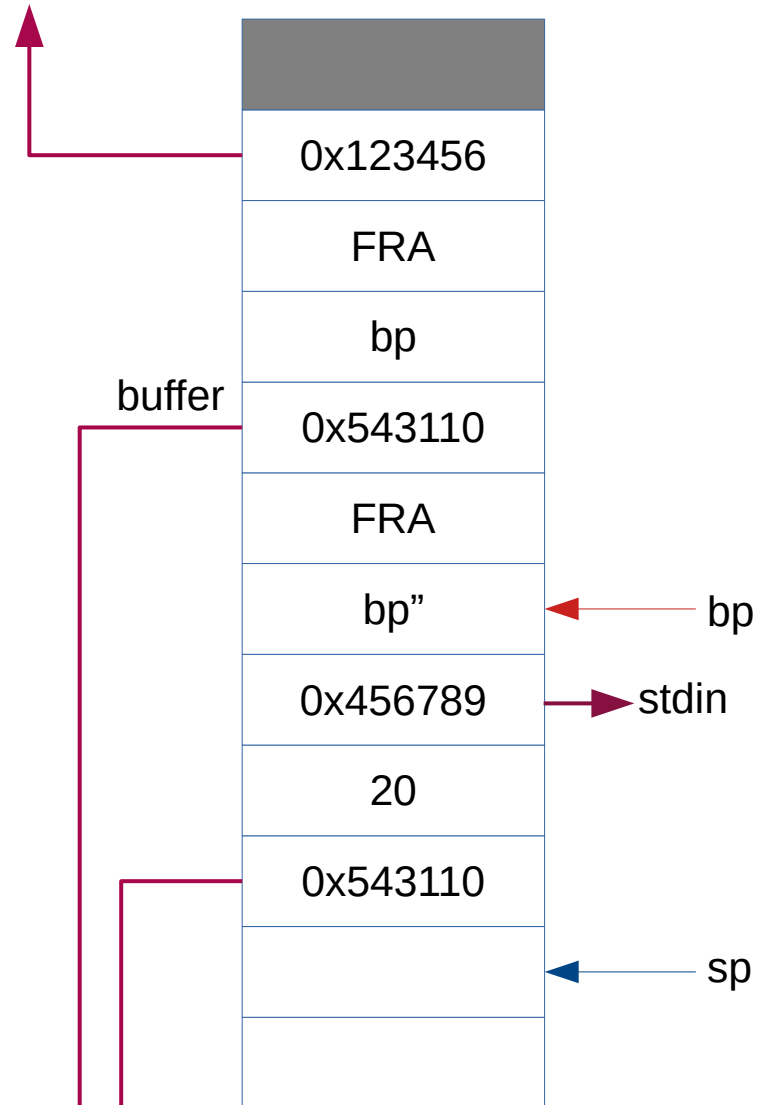 0x123456
FRA
bp
buffer
0x543110
FRA
bp”
bp
0x456789
stdin
20
0x543110
sp